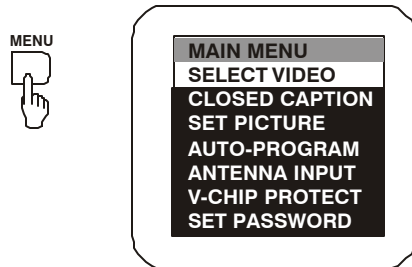 MENU
MAIN MENU
SELECT VIDEO
CLOSED CAPTION
SET PICTURE
AUTO-PROGRAM
ANTENNA INPUT
V-CHIP PROTECT
SET PASSWORD